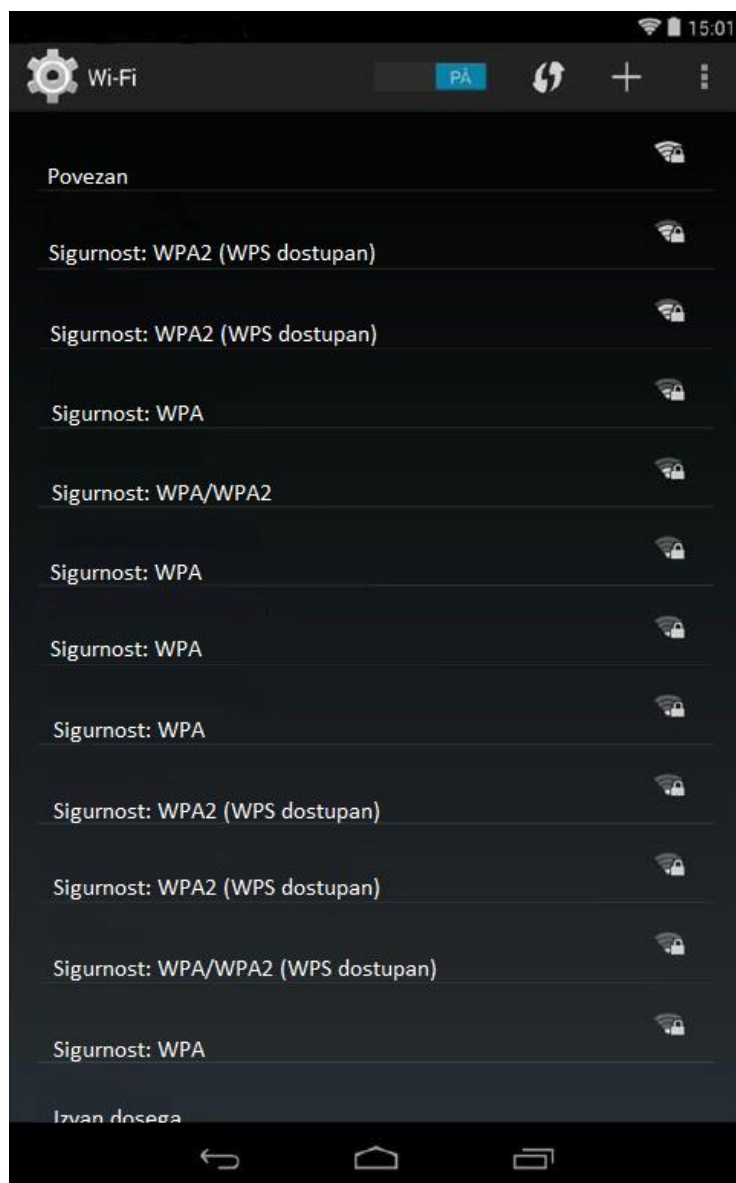 15:01
Wi-Fi PÅ
Povezan
Sigurnost: WPA2 (WPS dostupan)
Sigurnost: WPA2 (WPS dostupan)
Sigurnost: WPA
Sigurnost: WPA/WPA2
Sigurnost: WPA
Sigurnost: WPA
Sigurnost: WPA
Sigurnost: WPA2 (WPS dostupan)
Sigurnost: WPA2 (WPS dostupan)
Sigurnost: WPA/WPA2 (WPS dostupan)
Sigurnost: WPA
Izvan dosega